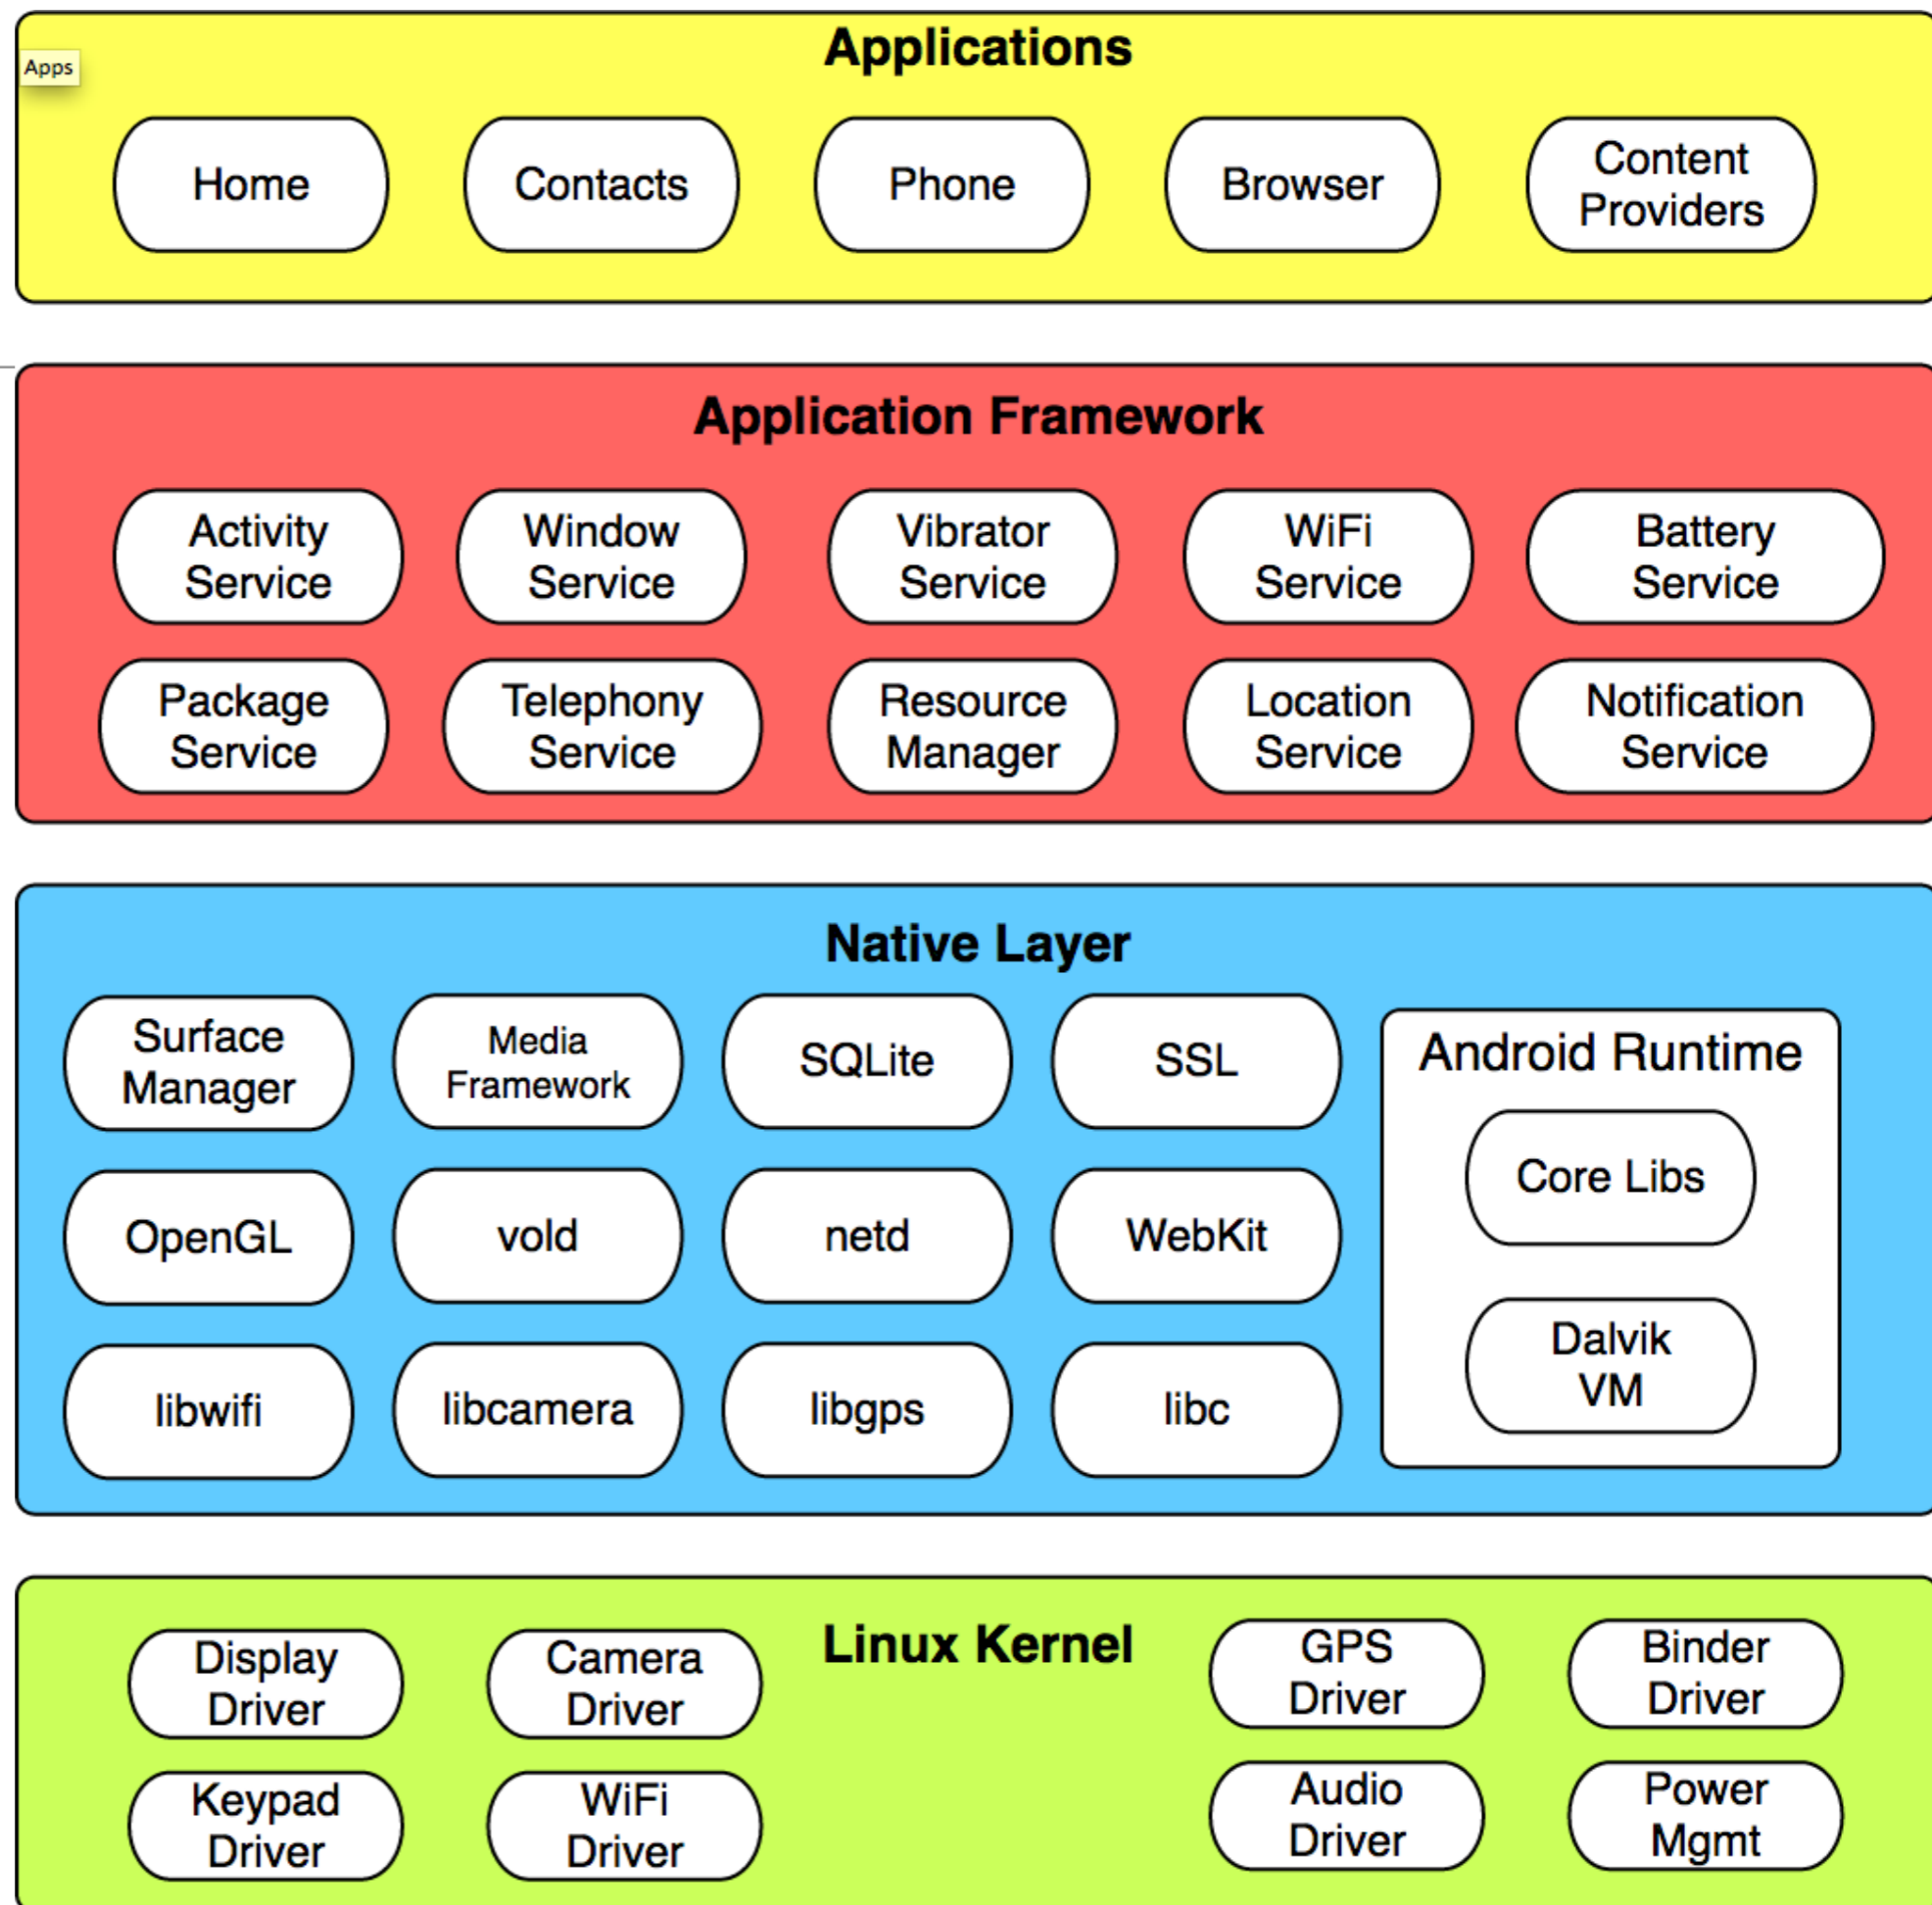 Applications
Apps
Home
Contacts
Phone
Browser
Content
Providers
Application Framework
Activity
Service
Window
Service
Vibrator
Service
WiFi
Service
Battery
Service
Package
Service
Telephony
Service
Resource
Manager
Location
Service
Notification
Service
Native Layer
Surface
Manager
Media
Framework
SQLite
SSL
OpenGL
vold
netd
WebKit
libwifi
libcamera
libgps
libc
Android Runtime
Core Libs
Dalvik
VM
Linux Kernel
Display
Driver
Camera
Driver
GPS
Driver
Binder
Driver
Keypad
Driver
WiFi
Driver
Audio
Driver
Power
Mgmt